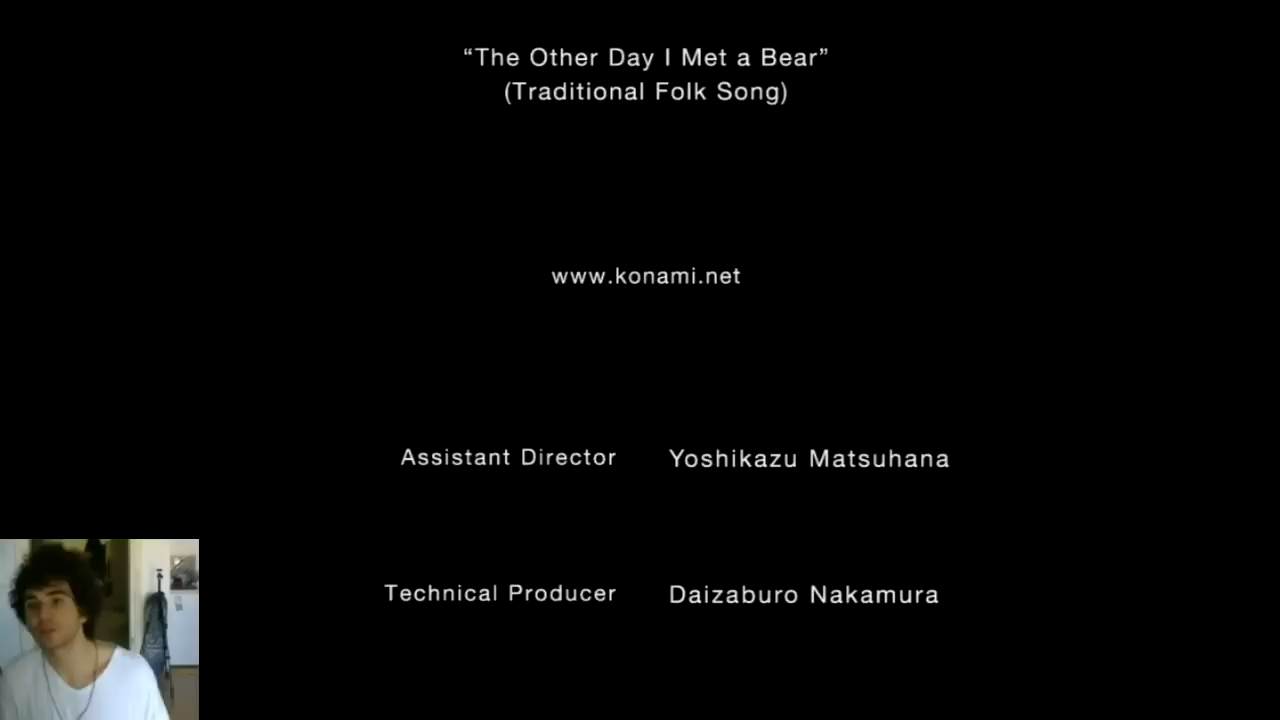 “The Other Day I Met a Bear”
(Traditional Folk Song)
www.konami.net
Assistant Director Yoshikazu Matsuhana
Technical Producer Daizaburo Nakamura